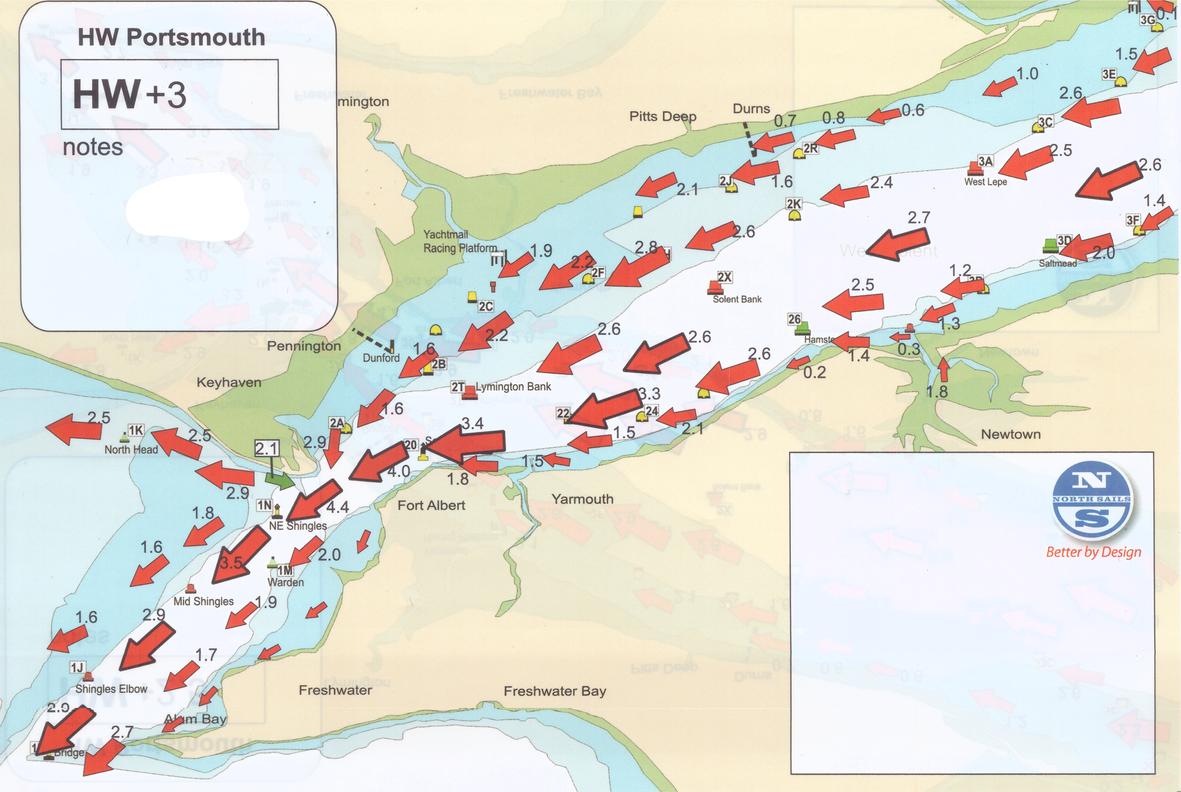 HW Portsmouth
HW+3
notes
mington
Pitts Deep
Durns
3G
0.1
1.5
3E
1.0
2.6
0.6
0.7
0.8
3C
2R
2.5
3A
West Lepe
2.6
2J
1.6
2.1
2.4
2K
1.4
3F
2.7
2.6
Yachtmail
Racing Platform
1.9
2.8
2.2
2F
3D
2.0
Saltmead
2X
Solent Bank
1.2
2.5
2C
1.3
26
Hamste
1.4
0.3
Pennington
Dunford
1.6
2.2
2.6
2.6
2.6
0.2
2B
Keyhaven
2T
Lymington Bank
1.8
3.3
1.6
22
24
2.1
2.5
1K
North Head
2A
2.5
2.9
3.4
1.5
Newtown
20
2.1
4.0
1.8
1.5
2.9
Fort Albert
Yarmouth
1N
4.4
NE Shingles
1.8
1.6
3.5
2.0
1M
Warden
Mid Shingles
1.9
1.6
2.9
1J
1.7
Shingles Elbow
Freshwater
Freshwater Bay
2.9
Alum Bay
2.7
Bridge
N
NORTH SAILS
S
Better by Design